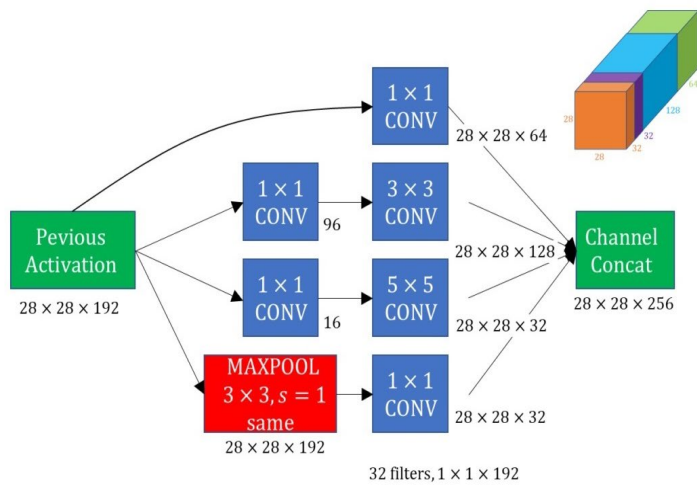 1 × 1
CONV
28 × 28 × 64
64
128
32
32
28
28
1 × 1
CONV
96
3 × 3
CONV
28 × 28 × 128
Pevious
Activation
28 × 28 × 192
1 × 1
CONV
16
5 × 5
CONV
28 × 28 × 32
Channel
Concat
28 × 28 × 256
MAXPOOL
3 × 3, s = 1
same
28 × 28 × 192
1 × 1
CONV
28 × 28 × 32
32 filters, 1 × 1 × 192